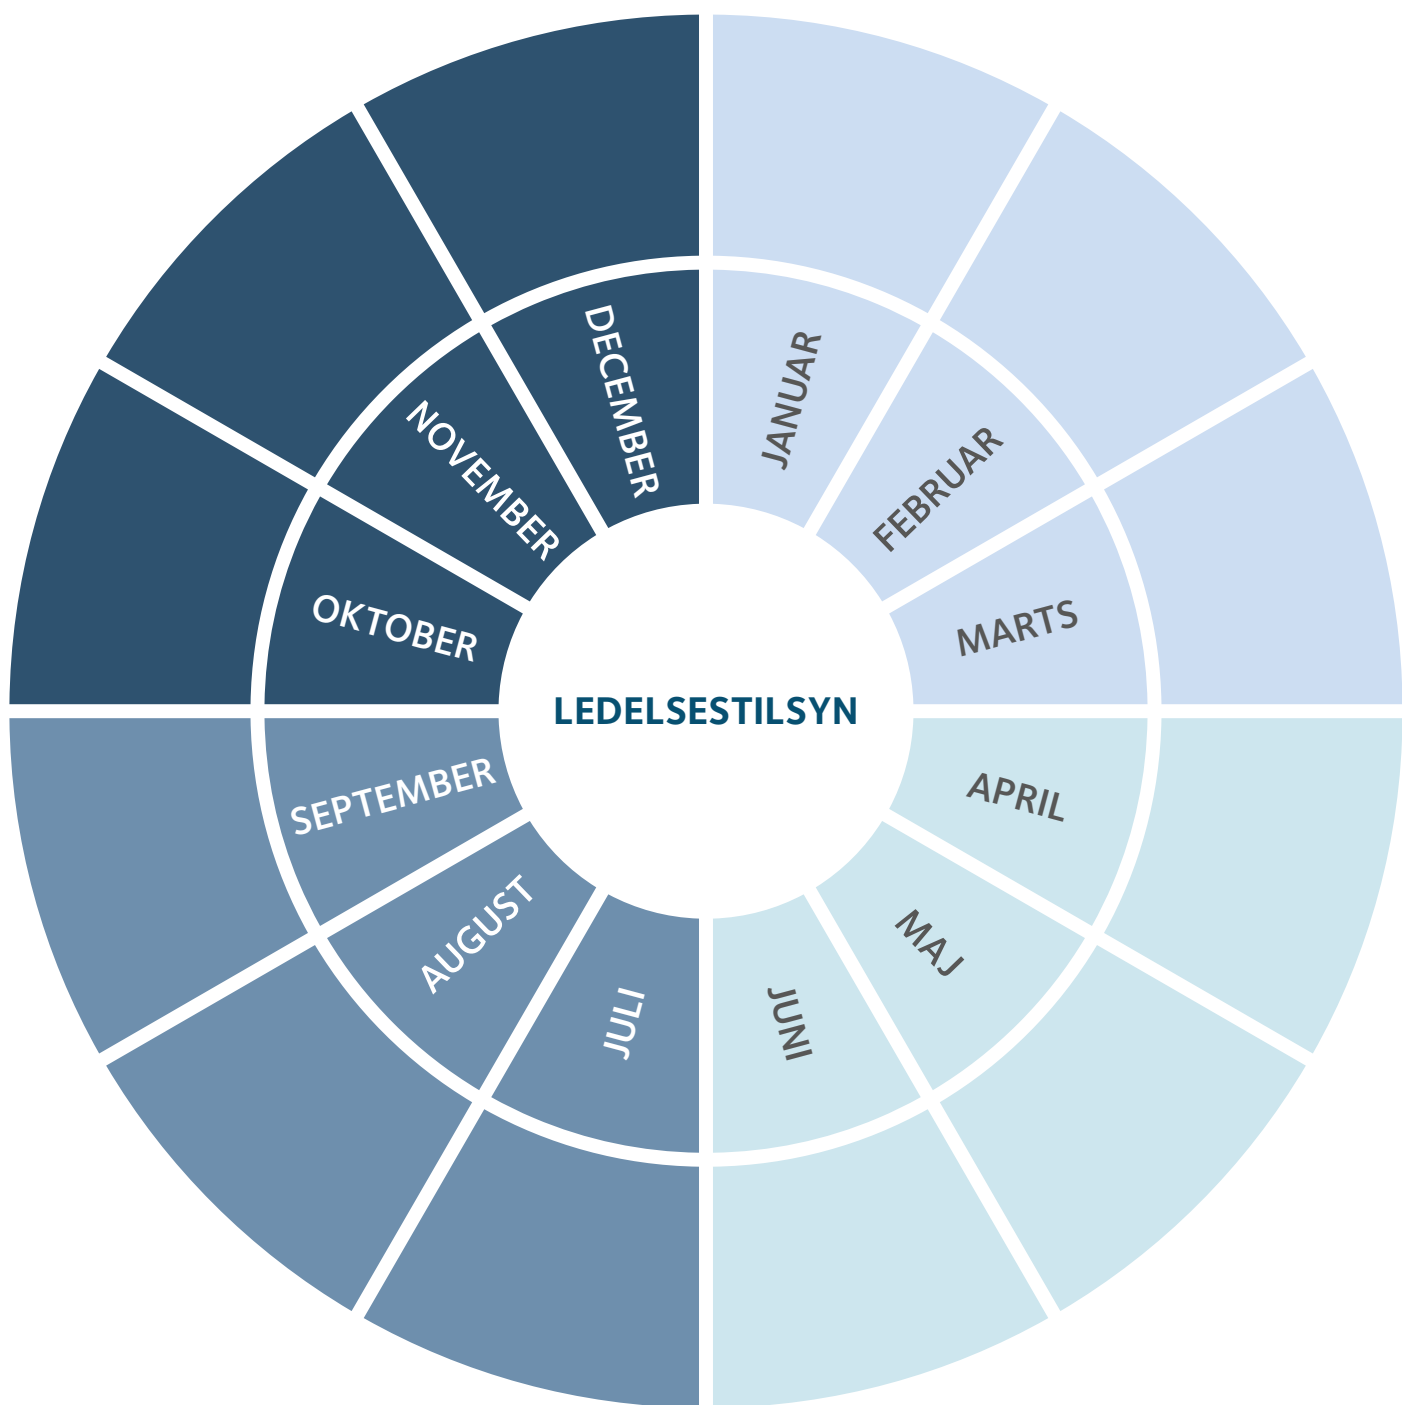 LEDELSESTILSYN
JANUAR
FEBRUAR
MARTS
APRIL
MAJ
JUNI
JULI
AUGUST
SEPTEMBER
OKTOBER
NOVEMBER
DECEMBER